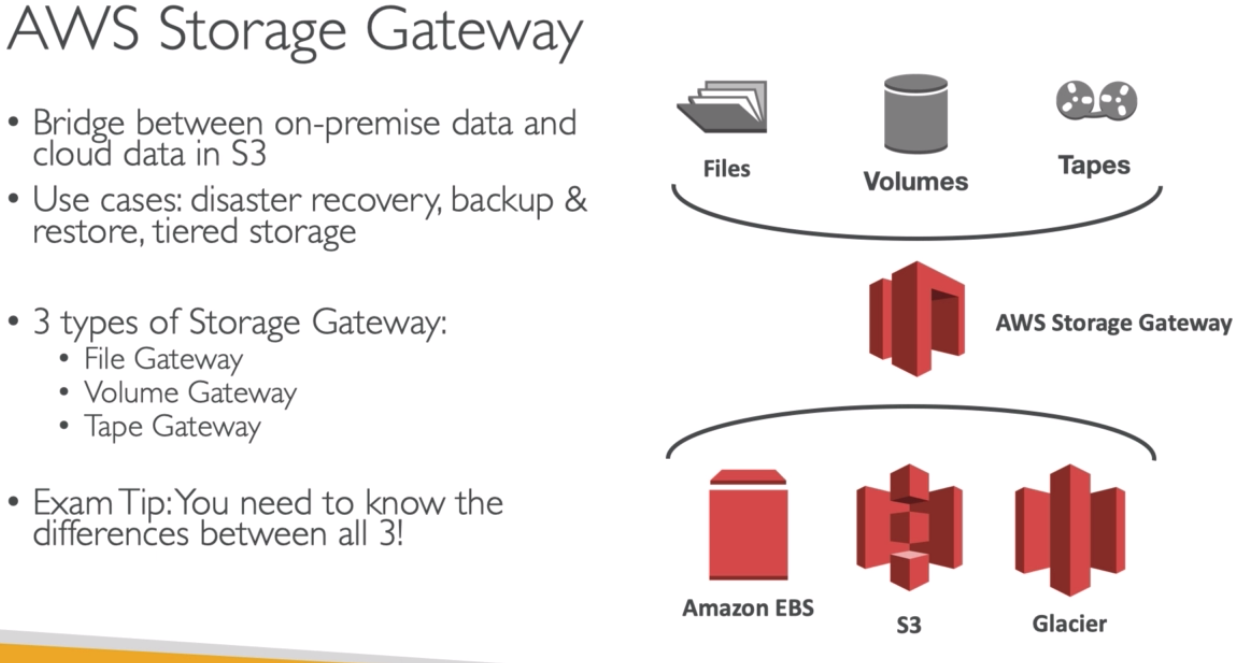 AWS Storage Gateway
• Bridge between on-premise data and
cloud data in S3
• Use cases: disaster recovery, backup &
restore, tiered storage
• 3 types of Storage Gateway:
• File Gateway
• Volume Gateway
• Tape Gateway
• Exam Tip: You need to know the
differences between all 3!
Files
Volumes
Tapes
AWS Storage Gateway
Amazon EBS
S3
Glacier